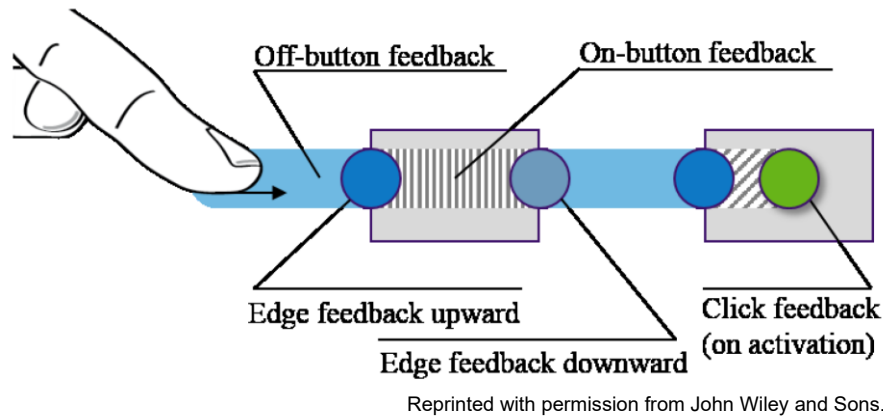 Off-button feedback
On-button feedback
Edge feedback upward
Edge feedback downward
Click feedback
(on activation)
Reprinted with permission from John Wiley and Sons.